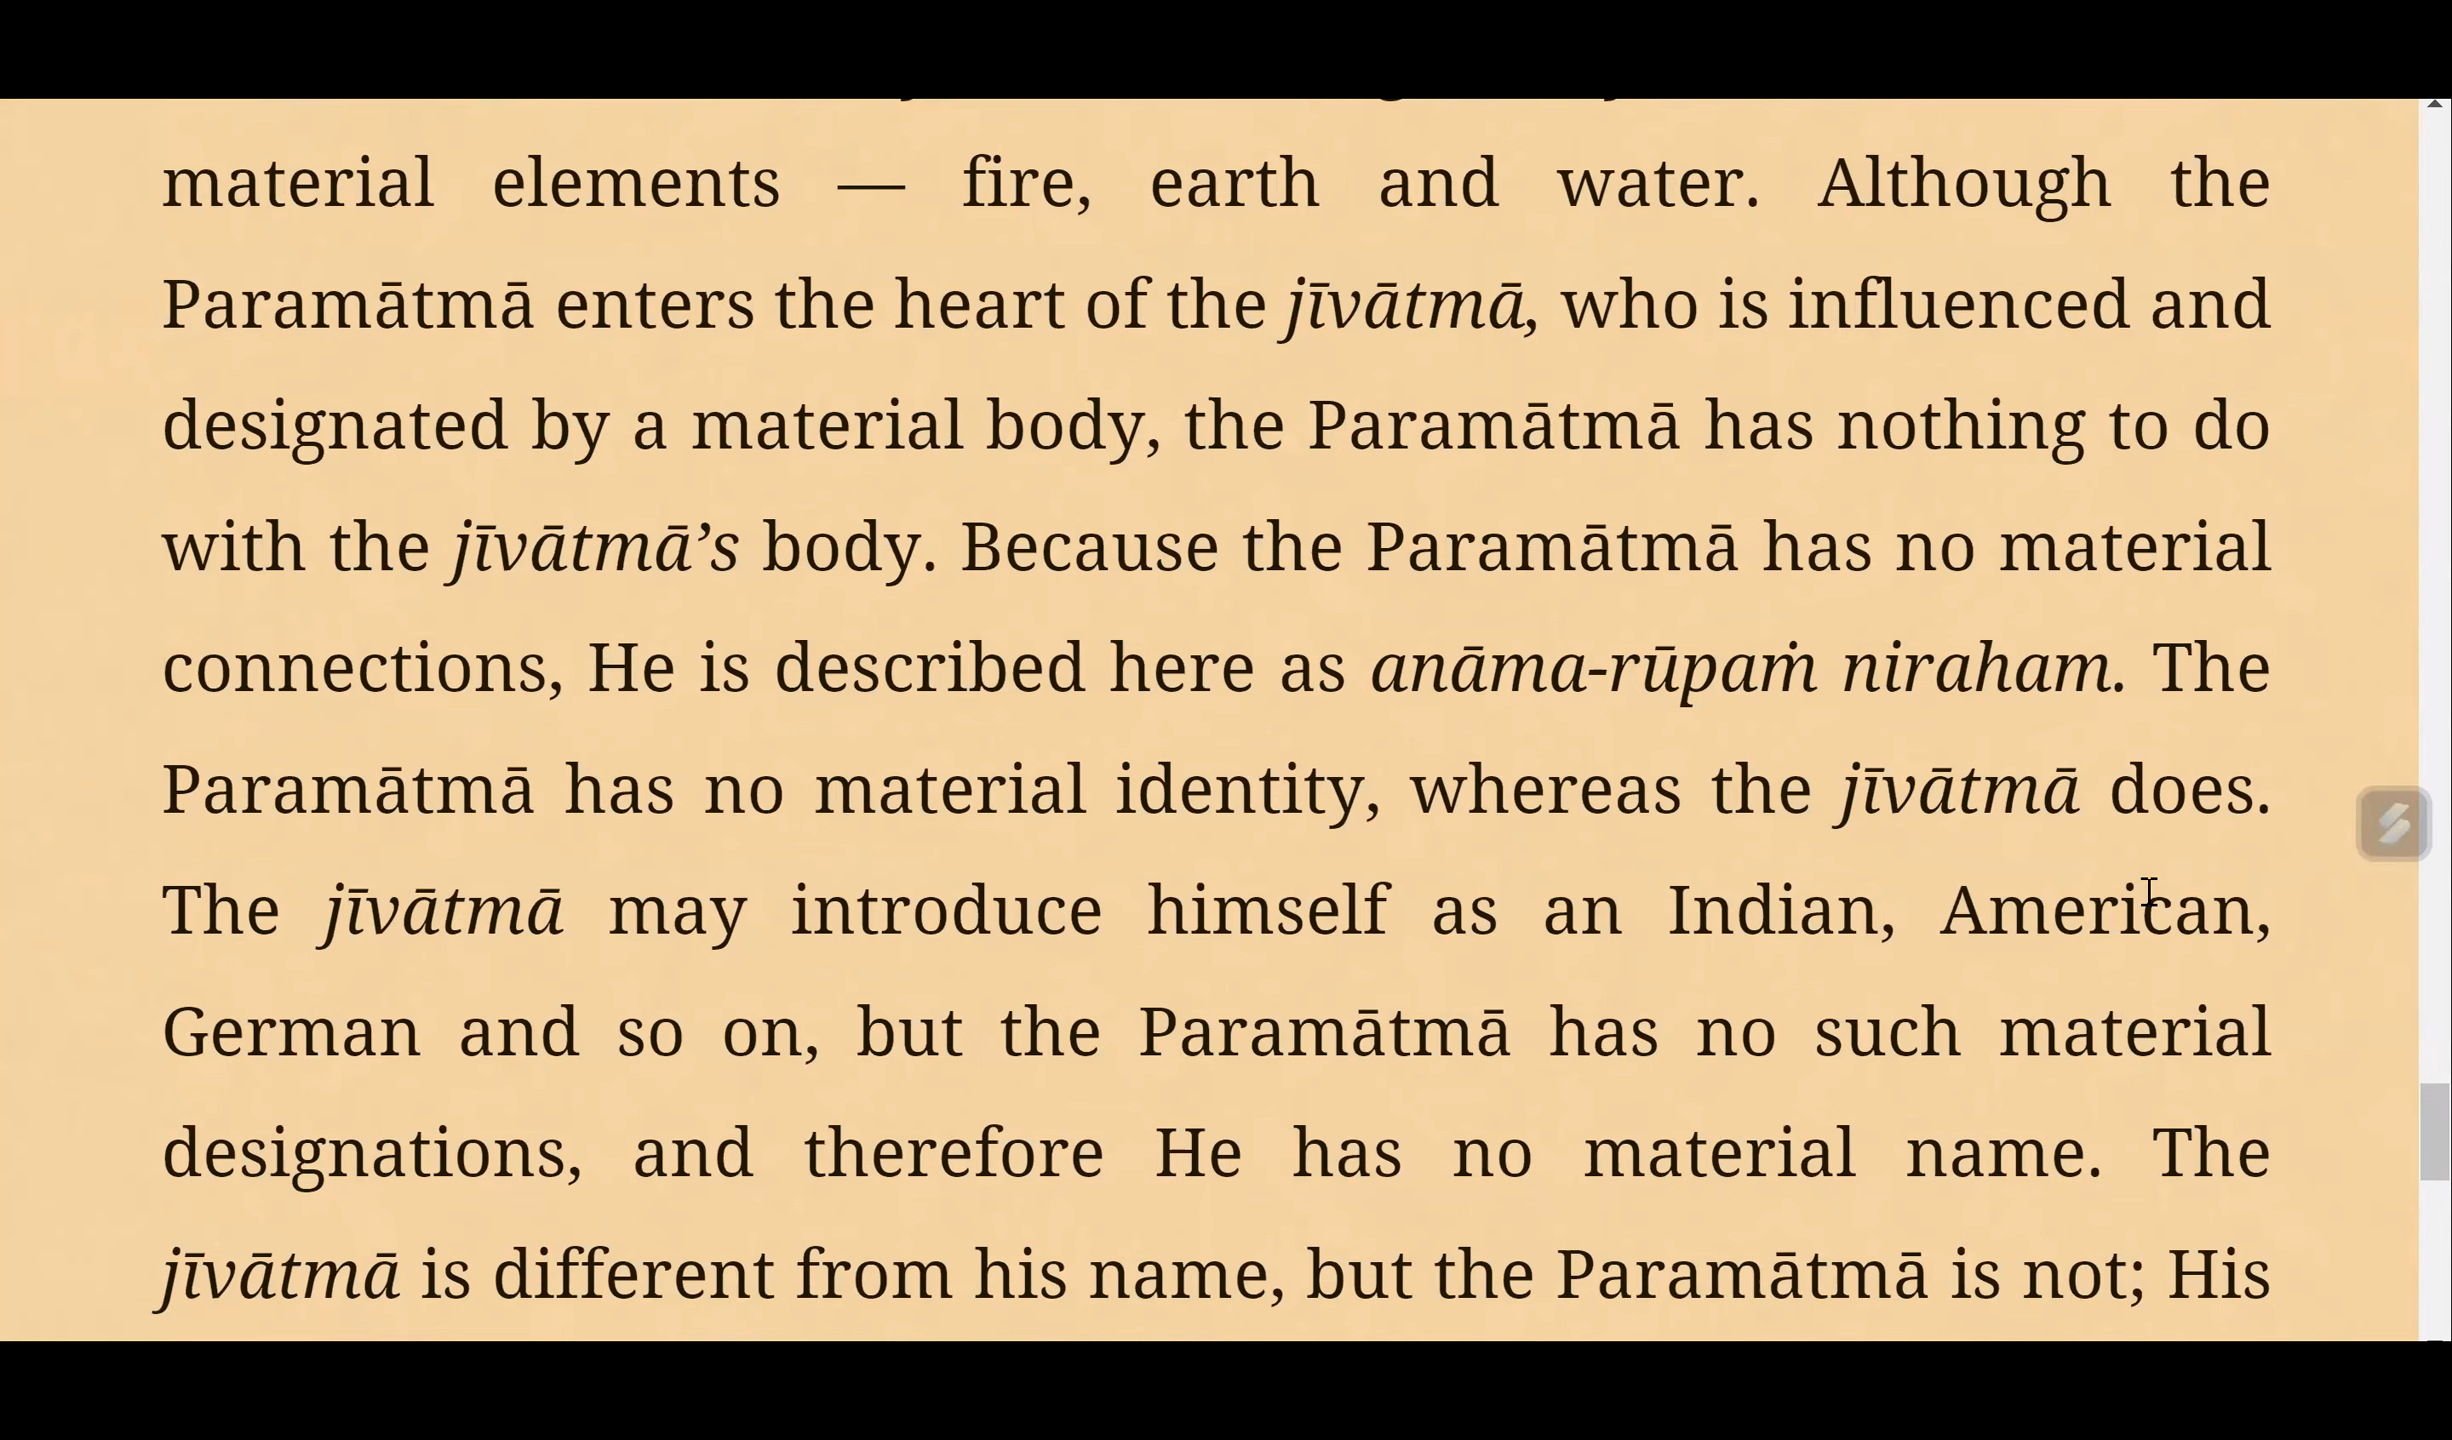 material elements — fire, earth and water. Although the
Paramātmā enters the heart of the jīvātmā, who is influenced and
designated by a material body, the Paramātmā has nothing to do
with the jīvātmā’s body. Because the Paramātmā has no material
connections, He is described here as anāma-rūpaṁ niraham. The
Paramātmā has no material identity, whereas the jīvātmā does.
The jīvātmā may introduce himself as an Indian, American,
German and so on, but the Paramātmā has no such material
designations, and therefore He has no material name. The
jīvātmā is different from his name, but the Paramātmā is not; His